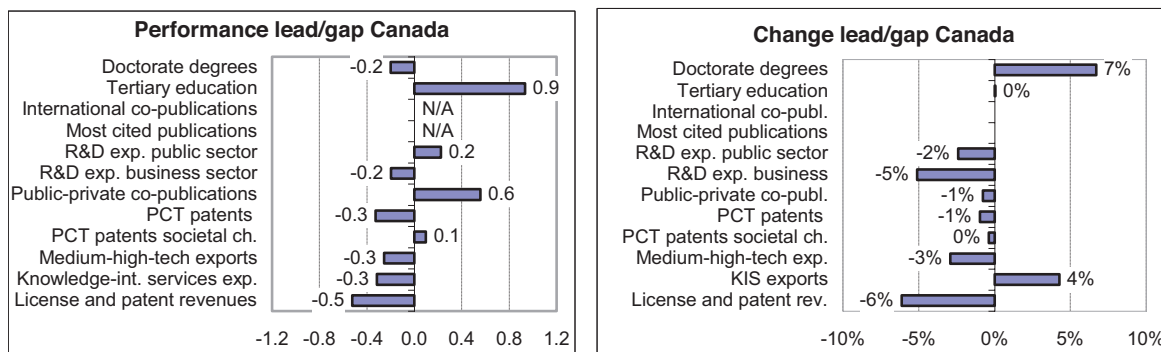 Performance lead/gap Canada
Doctorate degrees -0.2
Tertiary education 0.9
International co-publications N/A
Most cited publications N/A
R&D exp. public sector 0.2
R&D exp. business sector -0.2
Public-private co-publications 0.6
PCT patents -0.3
PCT patents societal ch. 0.1
Medium-high-tech exports -0.3
Knowledge-int. services exp. -0.3
License and patent revenues -0.5
-1.2 -0.8 -0.4 0.0 0.4 0.8 1.2
Change lead/gap Canada
Doctorate degrees 7%
Tertiary education 0%
International co-publ.
Most cited publications
R&D exp. public sector -2%
R&D exp. business -5%
Public-private co-publ. -1%
PCT patents -1%
PCT patents societal ch. 0%
Medium-high-tech exp. -3%
KIS exports 4%
License and patent rev. -6%
-10% -5% 0% 5% 10%